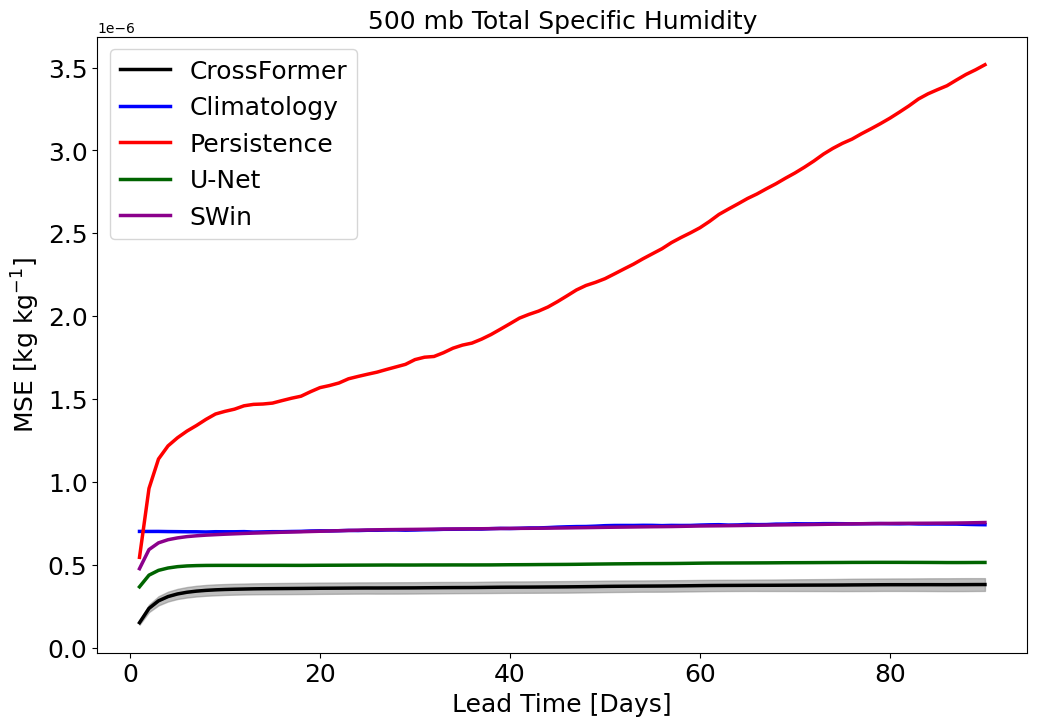 500 mb Total Specific Humidity
1e−6
CrossFormer
Climatology
Persistence
U-Net
SWin
MSE [kg kg⁻¹]
3.5
3.0
2.5
2.0
1.5
1.0
0.5
0.0
0 20 40 60 80
Lead Time [Days]